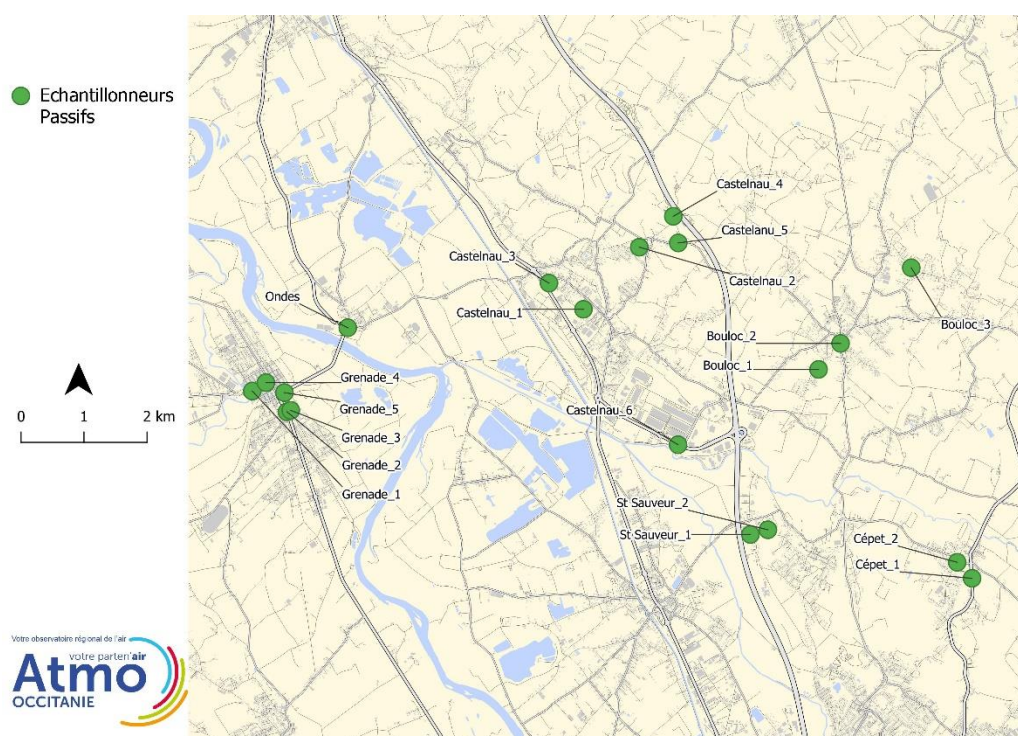 Echantillonneurs
Passifs
Castelnau_4
Castelanu_5
Castelnau_3
Castelnau_2
Ondes
Castelnau_1
Bouloc_3
Bouloc_2
Bouloc_1
Grenade_4
Grenade_5
Castelnau_6
Grenade_3
Grenade_2
Grenade_1
0 1 2 km
St Sauveur_2
St Sauveur_1
Cépet_2
Cépet_1
Votre observatoire régional de l'air
votre parten'air
Atmo
OCCITANIE